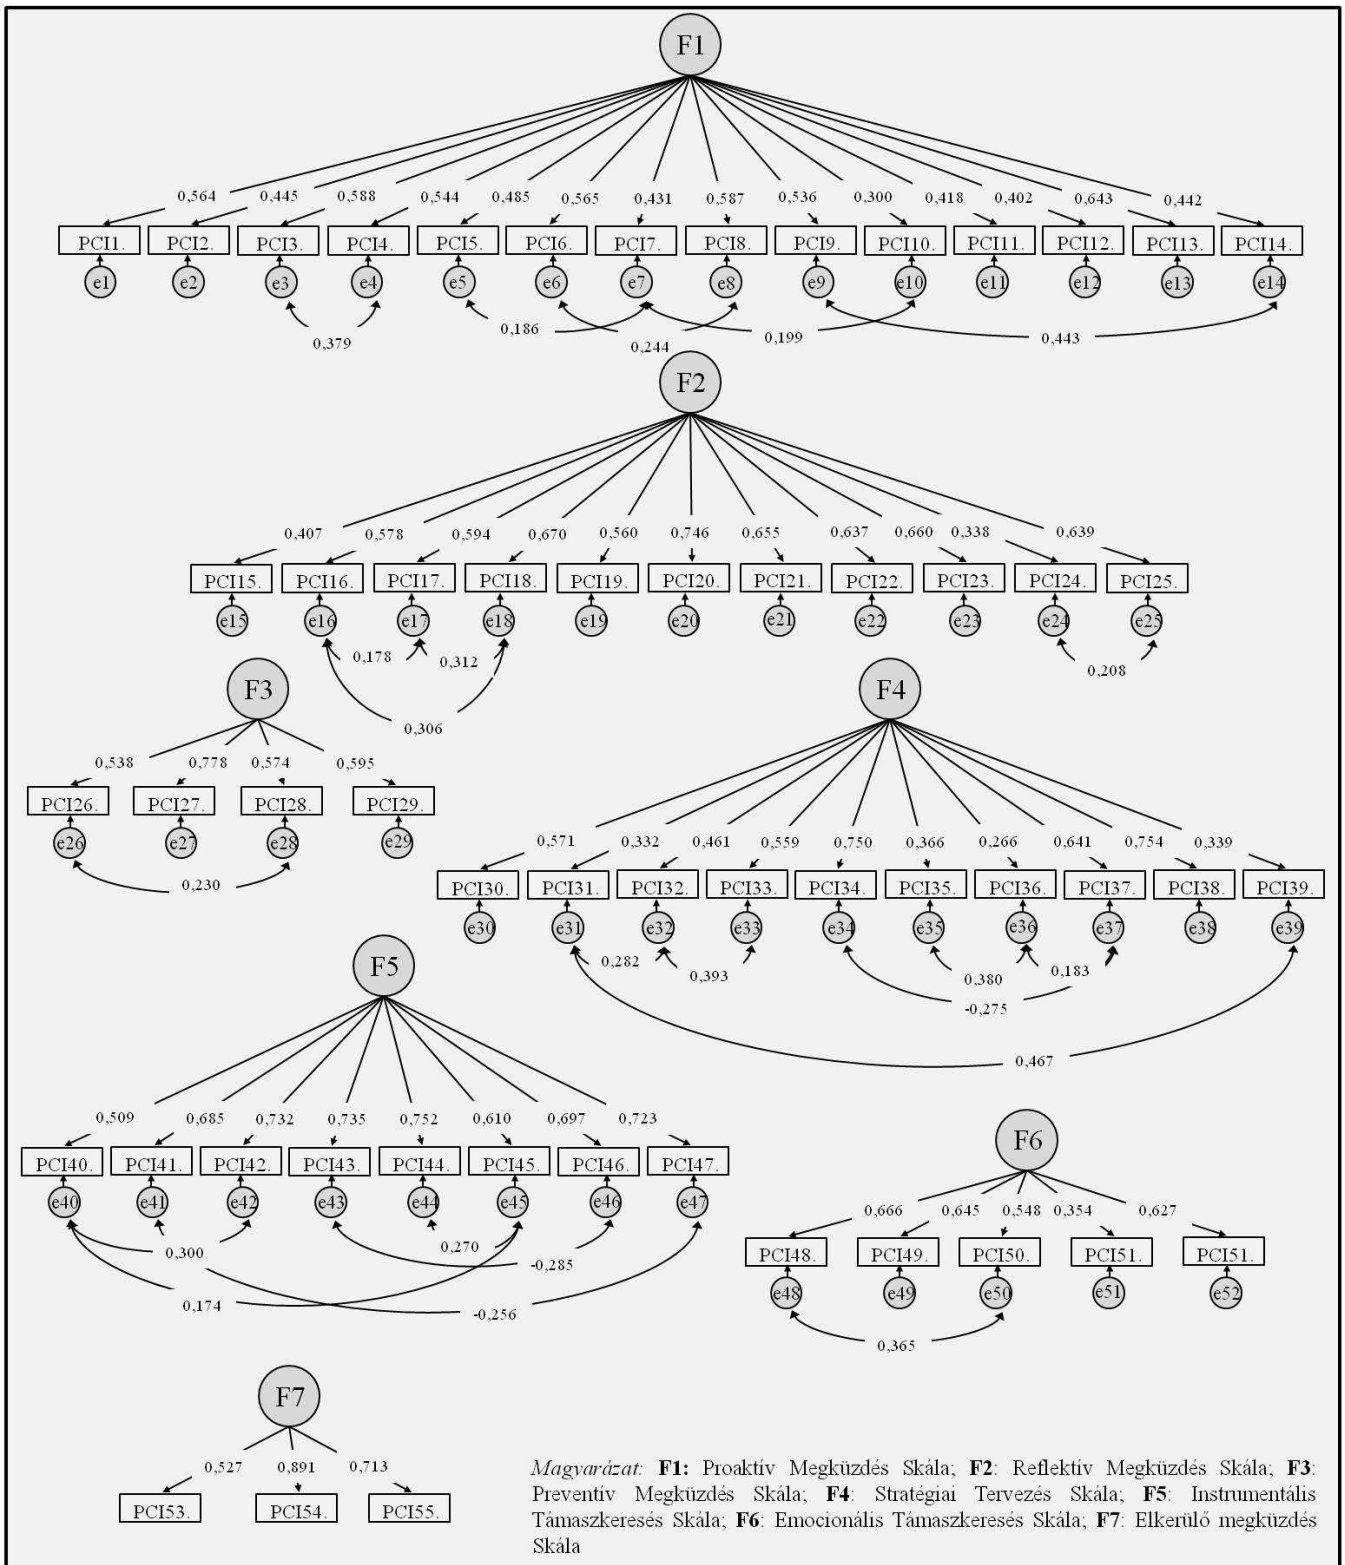 F1
0,564 0,445 0,588 0,544 0,485 0,565 0,431 0,587 0,536 0,300 0,418 0,402 0,643 0,442
PCI1. PCI2. PCI3. PCI4. PCI5. PCI6. PCI7. PCI8. PCI9. PCI10. PCI11. PCI12. PCI13. PCI14.
e1 e2 e3 e4 e5 e6 e7 e8 e9 e10 e11 e12 e13 e14
0,379 0,186 0,244 0,199 0,443
F2
0,407 0,578 0,594 0,670 0,560 0,746 0,655 0,637 0,660 0,338 0,639
PCI15. PCI16. PCI17. PCI18. PCI19. PCI20. PCI21. PCI22. PCI23. PCI24. PCI25.
e15 e16 e17 e18 e19 e20 e21 e22 e23 e24 e25
0,178 0,312 0,208
0,306
F3
0,538 0,778 0,574 0,595
PCI26. PCI27. PCI28. PCI29.
e26 e27 e28 e29
0,230
F4
0,571 0,332 0,461 0,559 0,750 0,366 0,266 0,641 0,754 0,339
PCI30. PCI31. PCI32. PCI33. PCI34. PCI35. PCI36. PCI37. PCI38. PCI39.
e30 e31 e32 e33 e34 e35 e36 e37 e38 e39
0,282 0,393 0,380 0,183
-0,275
0,467
F5
0,509 0,685 0,732 0,735 0,752 0,610 0,697 0,723
PCI40. PCI41. PCI42. PCI43. PCI44. PCI45. PCI46. PCI47.
e40 e41 e42 e43 e44 e45 e46 e47
0,300 0,270 -0,285
0,174 -0,256
F6
0,666 0,645 0,548 0,354 0,627
PCI48. PCI49. PCI50. PCI51. PCI51.
e48 e49 e50 e51 e52
0,365
F7
0,527 0,891 0,713
PCI53. PCI54. PCI55.
Magyarázat: F1: Proaktív Megküzdés Skála; F2: Reflektív Megküzdés Skála; F3:
Preventív Megküzdés Skála; F4: Stratégiai Tervezés Skála; F5: Instrumentális
Támaszkeresés Skála; F6: Emocionális Támaszkeresés Skála; F7: Elkerülő megküzdés
Skála